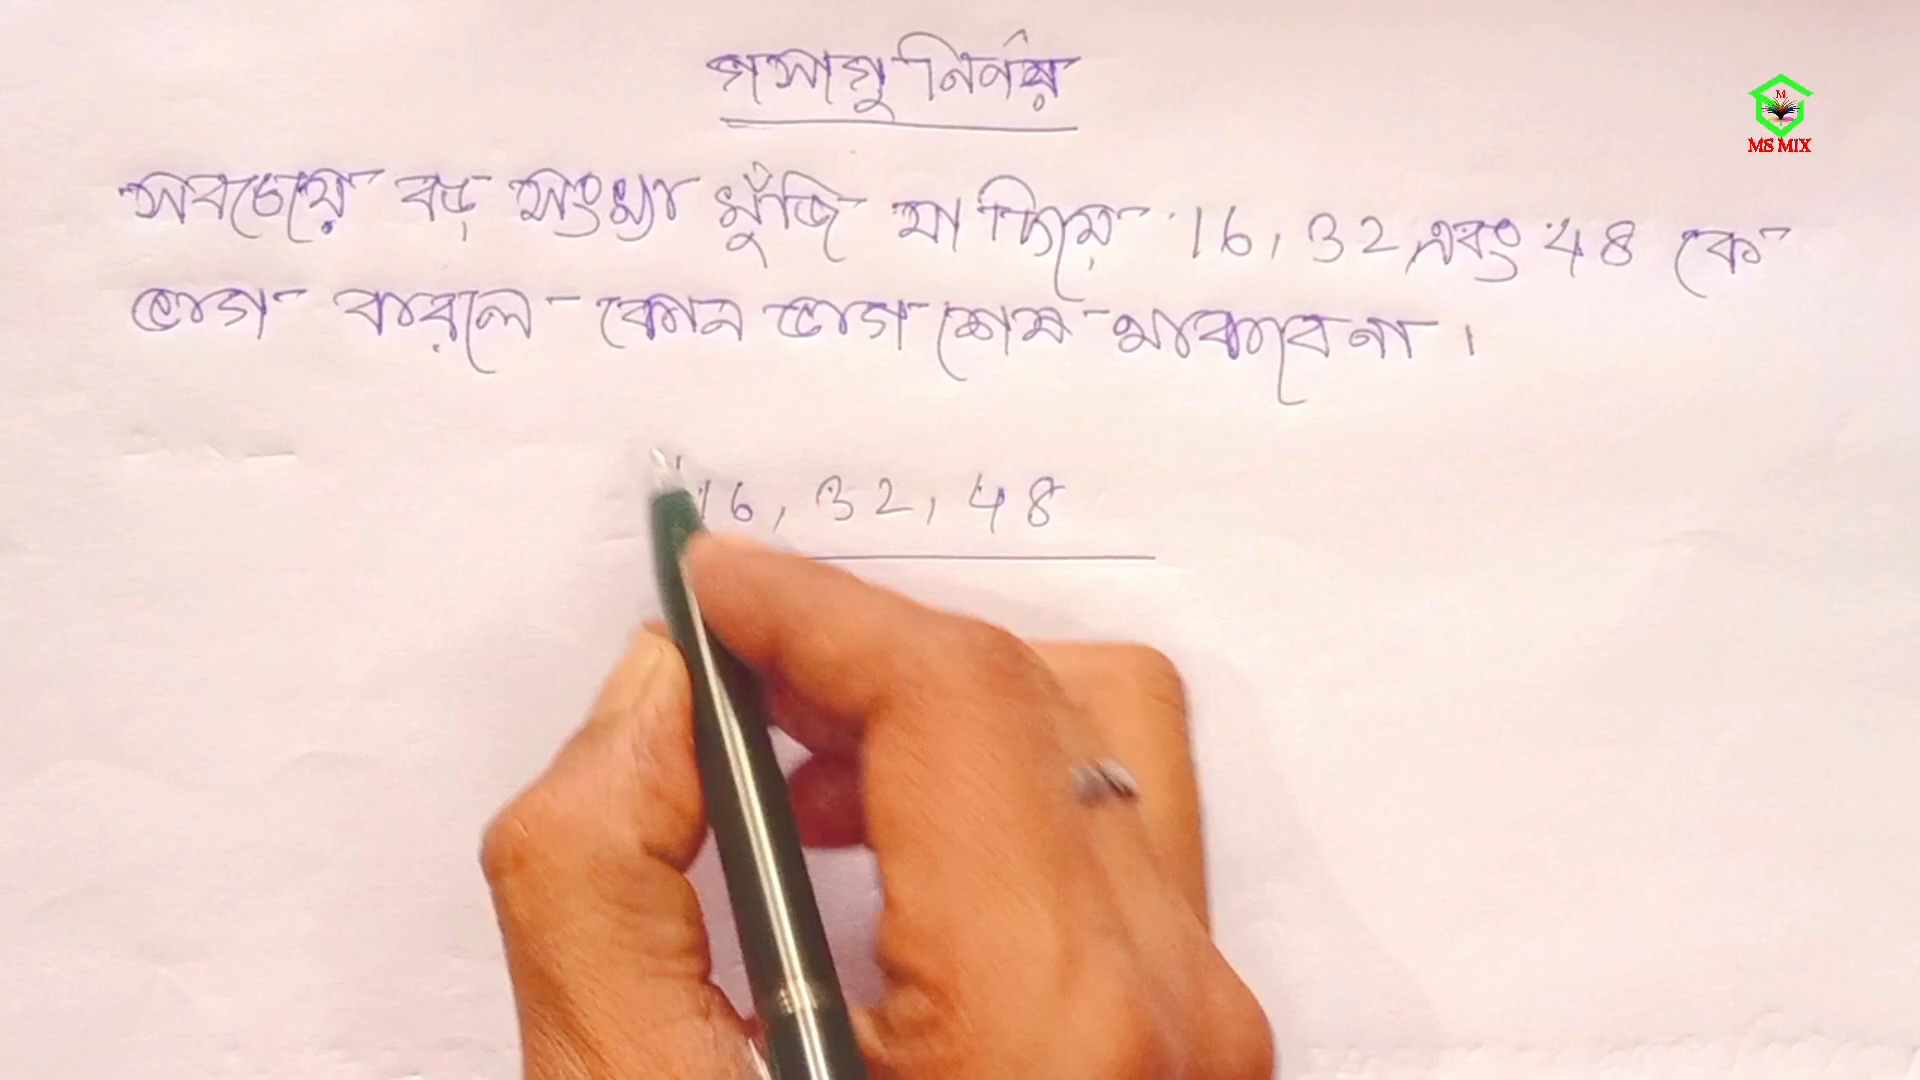 গসাগু নির্ণয়
M
MS MIX
সবচেয়ে বড় সংখ্যা খুঁজি যা দিয়ে 16, 32 এবং 48 কে
ভাগ করলে কোন ভাগ শেষ থাকবে না ।
16, 32, 48